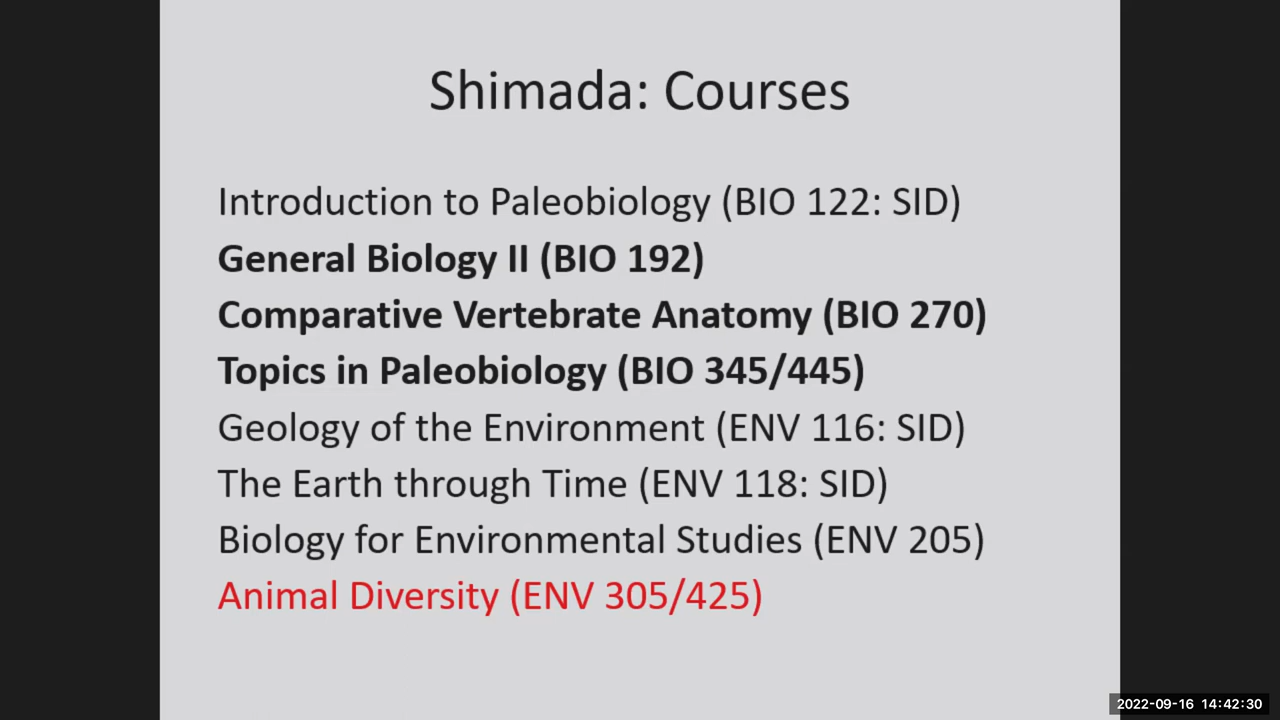 Shimada: Courses
Introduction to Paleobiology (BIO 122: SID)
General Biology II (BIO 192)
Comparative Vertebrate Anatomy (BIO 270)
Topics in Paleobiology (BIO 345/445)
Geology of the Environment (ENV 116: SID)
The Earth through Time (ENV 118: SID)
Biology for Environmental Studies (ENV 205)
Animal Diversity (ENV 305/425)
2022-09-16 14:42:30